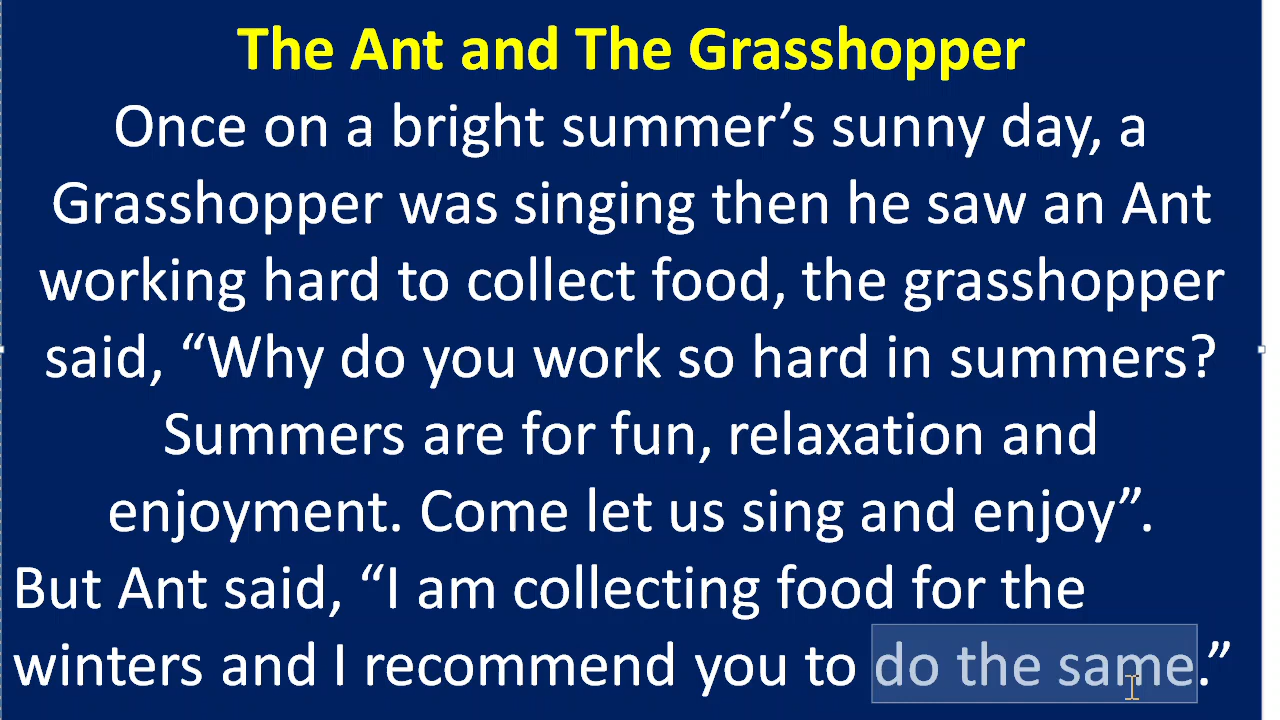 The Ant and The Grasshopper
Once on a bright summer’s sunny day, a
Grasshopper was singing then he saw an Ant
working hard to collect food, the grasshopper
said, “Why do you work so hard in summers?
Summers are for fun, relaxation and
enjoyment. Come let us sing and enjoy”.
But Ant said, “I am collecting food for the
winters and I recommend you to do the same.”